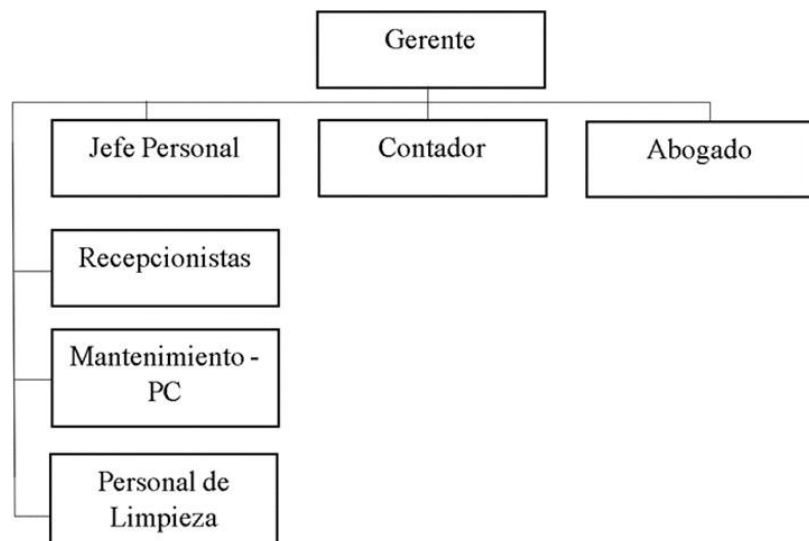 Gerente
Jefe Personal
Contador
Abogado
Recepcionistas
Mantenimiento -
PC
Personal de
Limpieza